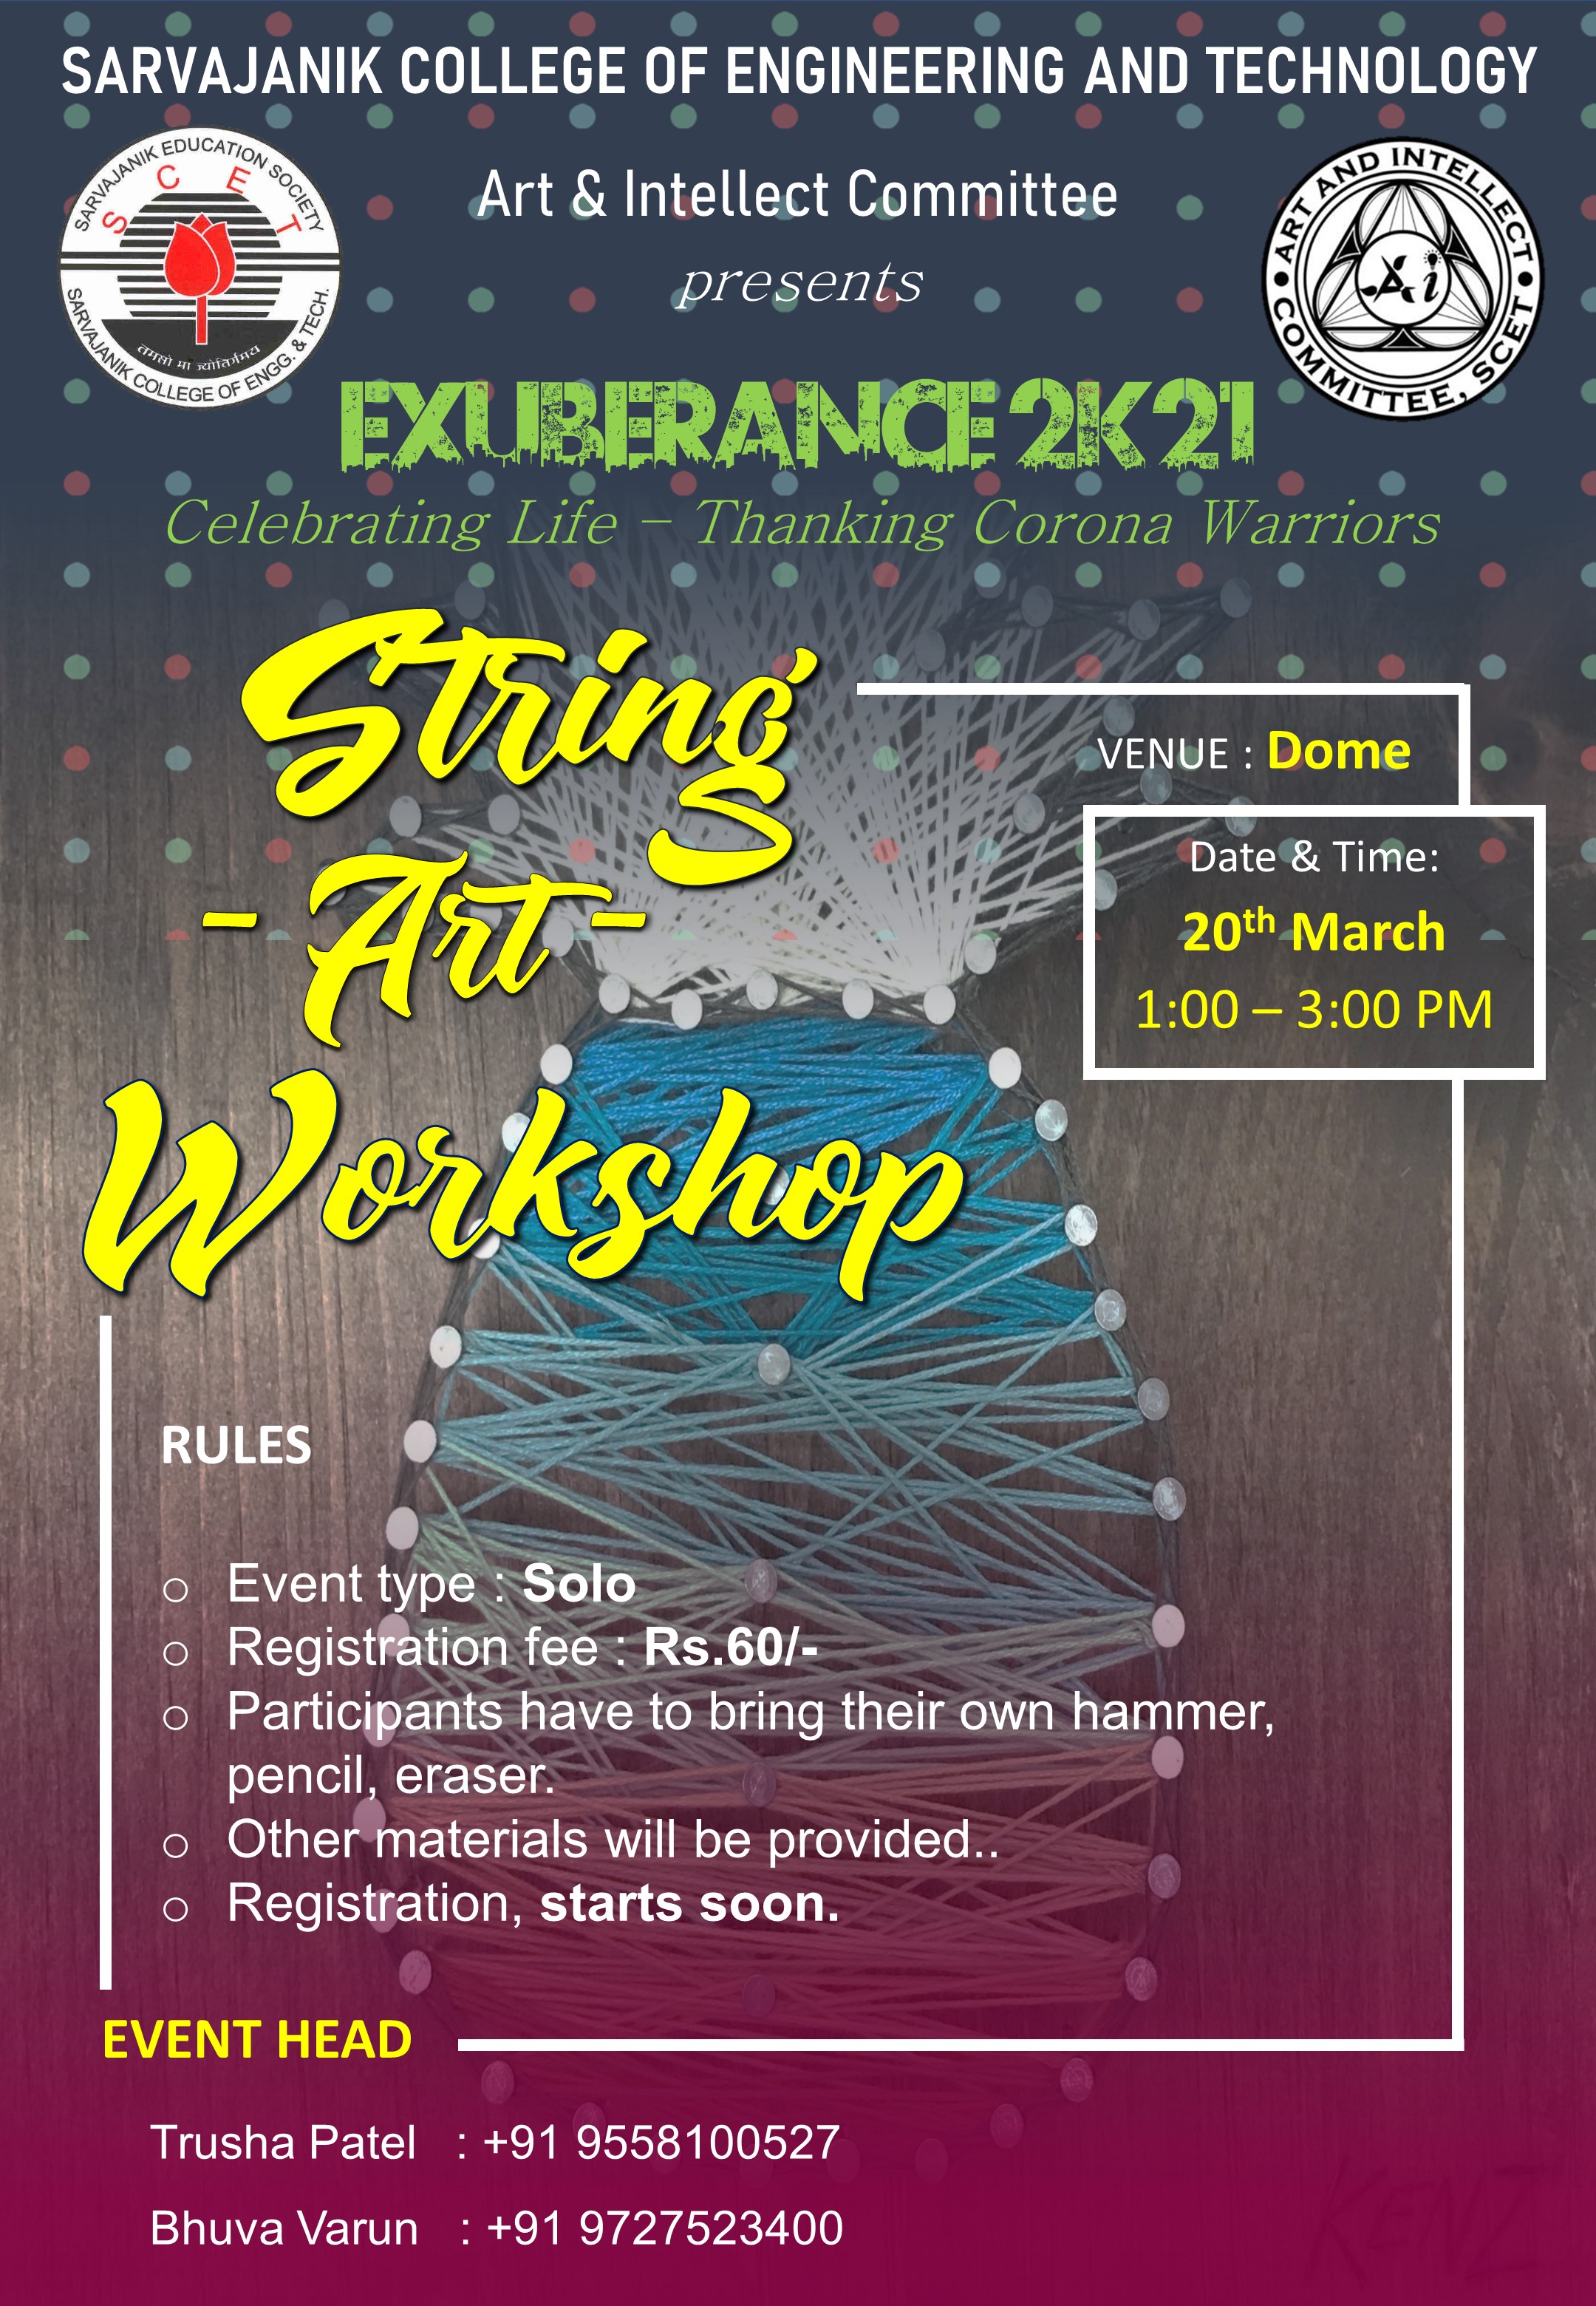 SARVAJANIK COLLEGE OF ENGINEERING AND TECHNOLOGY
SARVAJANIK EDUCATION SOCIETY
S C E T
तमसो मा ज्योतिर्गमय
SARVAJANIK COLLEGE OF ENGG. & TECH.
Art & Intellect Committee
presents
ART AND INTELLECT
Ai
COMMITTEE, SCET
EXUBERANCE 2K21
Celebrating Life – Thanking Corona Warriors
String
- Art -
Workshop
VENUE : Dome
Date & Time:
20th March
1:00 – 3:00 PM
RULES
o Event type : Solo
o Registration fee : Rs.60/-
o Participants have to bring their own hammer,
pencil, eraser.
o Other materials will be provided..
o Registration, starts soon.
EVENT HEAD
Trusha Patel : +91 9558100527
Bhuva Varun : +91 9727523400
KENZ